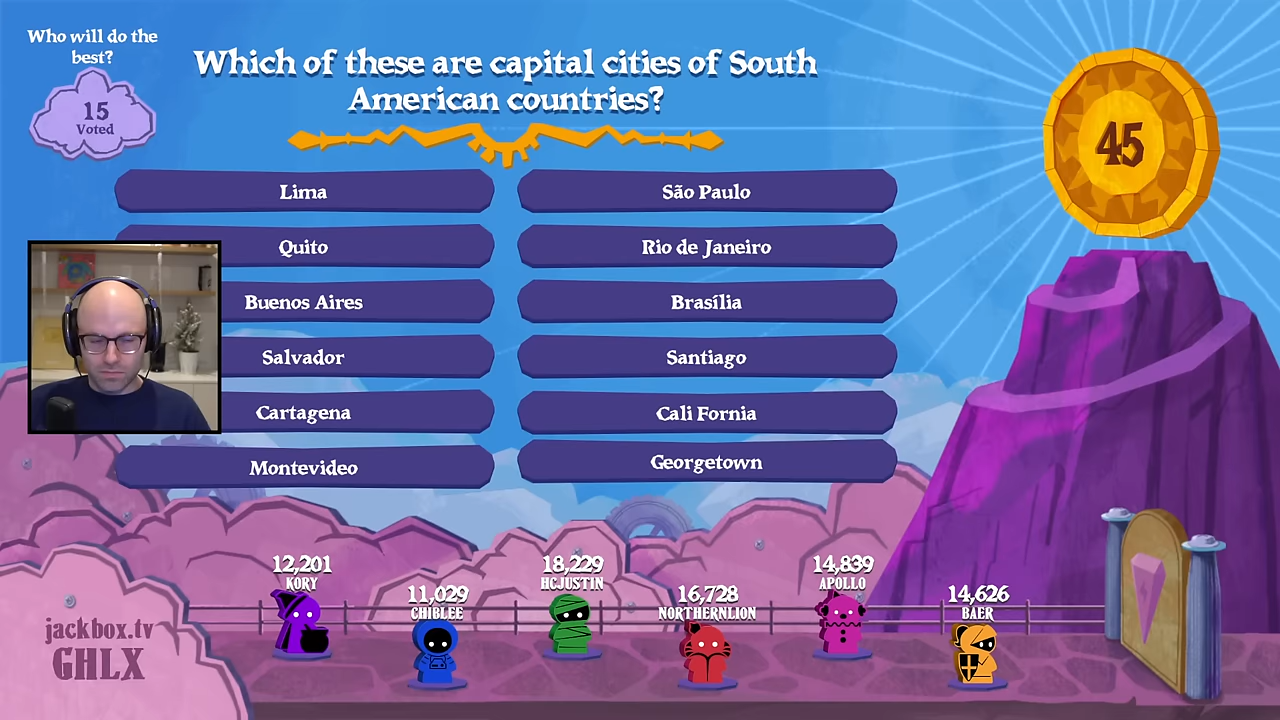 Who will do the
best?
15
Voted
Which of these are capital cities of South
American countries?
45
Lima
São Paulo
Quito
Rio de Janeiro
Buenos Aires
Brasília
Salvador
Santiago
Cartagena
Cali Fornia
Montevideo
Georgetown
12,201
KORY
11,029
CHIBLEE
18,229
HCJUSTIN
16,728
NORTHERNLION
14,839
APOLLO
14,626
BAER
jackbox.tv
GHLX